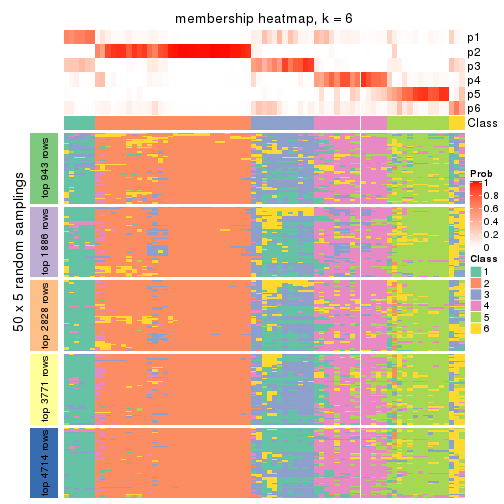 membership heatmap, k = 6
p1
p2
p3
p4
p5
p6
Class
50 x 5 random samplings
top 943 rows
top 1886 rows
top 2828 rows
top 3771 rows
top 4714 rows
Prob
1
0.8
0.6
0.4
0.2
0
Class
1
2
3
4
5
6